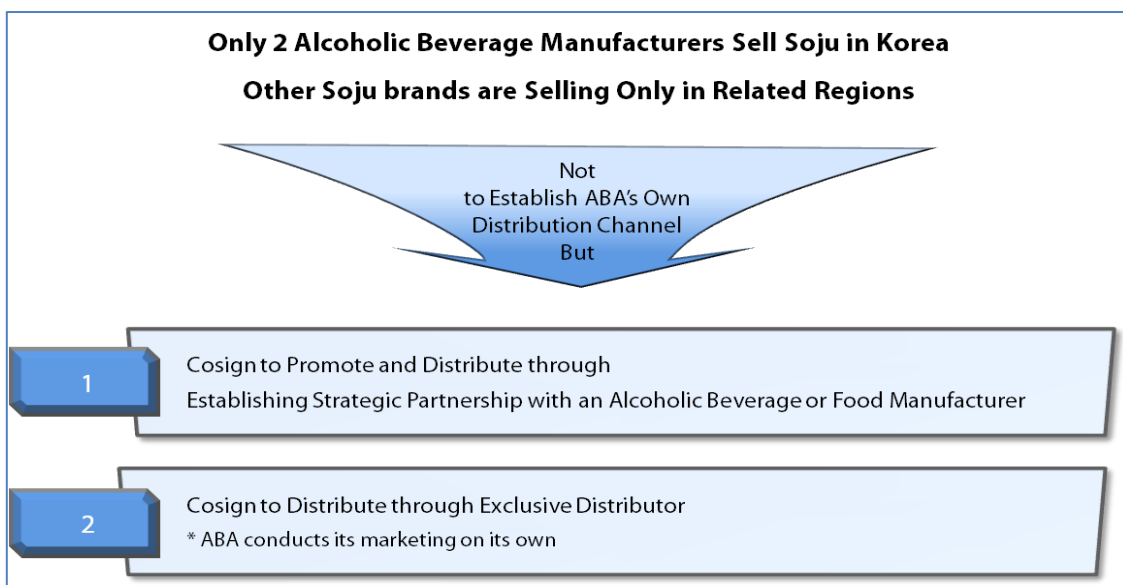 Only 2 Alcoholic Beverage Manufacturers Sell Soju in Korea
Other Soju brands are Selling Only in Related Regions
Not
to Establish ABA's Own
Distribution Channel
But
1
Cosign to Promote and Distribute through
Establishing Strategic Partnership with an Alcoholic Beverage or Food Manufacturer
2
Cosign to Distribute through Exclusive Distributor
* ABA conducts its marketing on its own